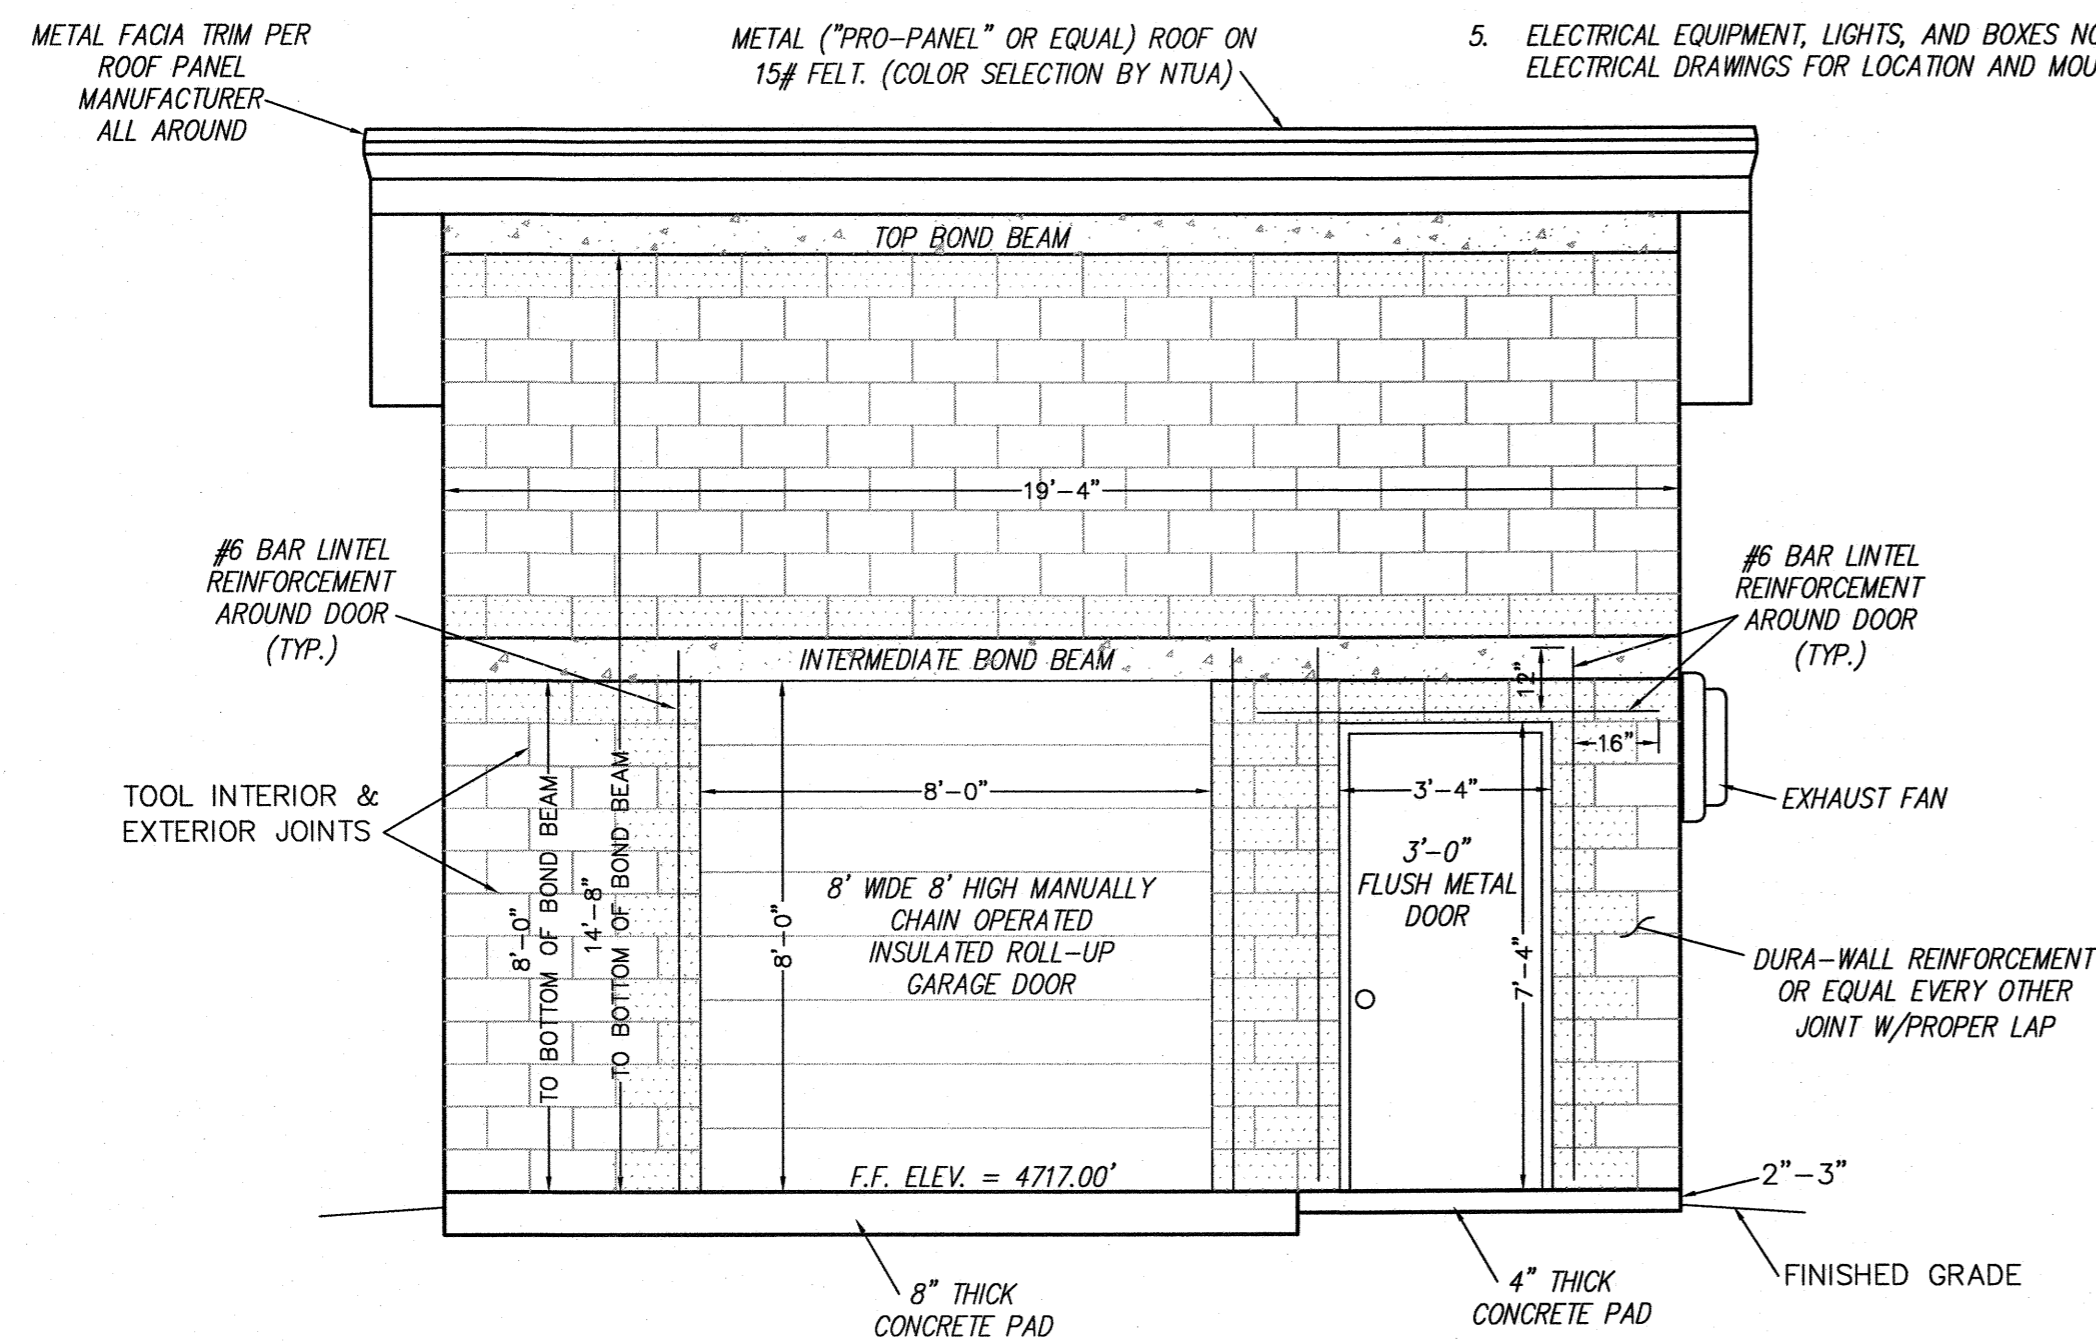 METAL FACIA TRIM PER
ROOF PANEL
MANUFACTURER
ALL AROUND
METAL ("PRO-PANEL" OR EQUAL) ROOF ON
15# FELT. (COLOR SELECTION BY NTUA)
5. ELECTRICAL EQUIPMENT, LIGHTS, AND BOXES
ELECTRICAL DRAWINGS FOR LOCATION AND
TOP BOND BEAM
19'-4"
#6 BAR LINTEL
REINFORCEMENT
AROUND DOOR
(TYP.)
#6 BAR LINTEL
REINFORCEMENT
AROUND DOOR
(TYP.)
INTERMEDIATE BOND BEAM
12"
16"
TOOL INTERIOR &
EXTERIOR JOINTS
8'-0"
TO BOTTOM OF BOND BEAM
14'-8"
TO BOTTOM OF BOND BEAM
8'-0"
8'-0"
8' WIDE 8' HIGH MANUALLY
CHAIN OPERATED
INSULATED ROLL-UP
GARAGE DOOR
3'-4"
3'-0"
FLUSH METAL
DOOR
7'-4"
EXHAUST FAN
DURA-WALL REINFORCEMENT
OR EQUAL EVERY OTHER
JOINT W/PROPER LAP
F.F. ELEV. = 4717.00'
2"-3"
FINISHED GRADE
8" THICK
CONCRETE PAD
4" THICK
CONCRETE PAD